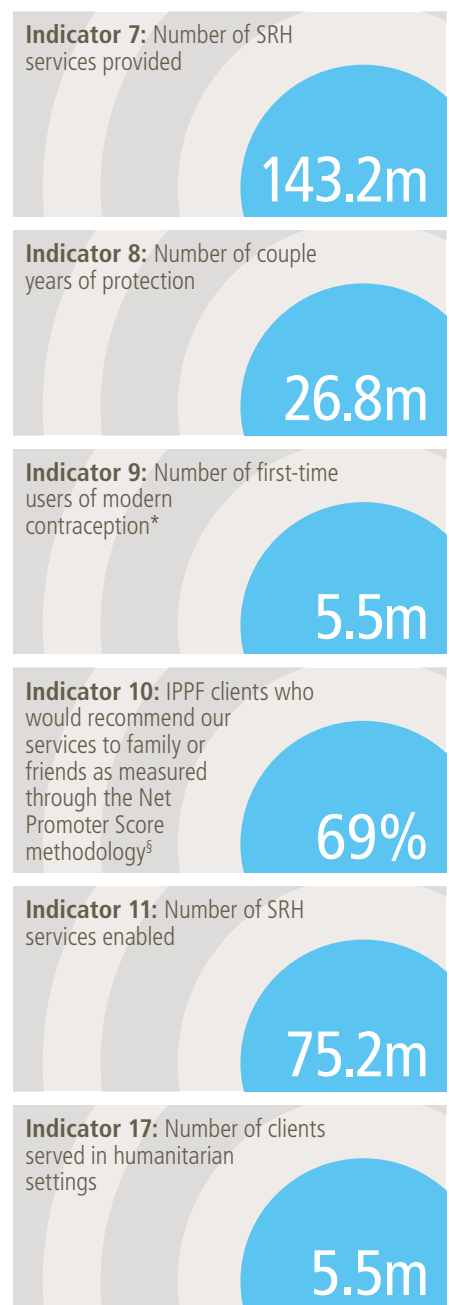 Indicator 7: Number of SRH
services provided
143.2m
Indicator 8: Number of couple
years of protection
26.8m
Indicator 9: Number of first-time
users of modern
contraception*
5.5m
Indicator 10: IPPF clients who
would recommend our
services to family or
friends as measured
through the Net
Promoter Score
methodology§
69%
Indicator 11: Number of SRH
services enabled
75.2m
Indicator 17: Number of clients
served in humanitarian
settings
5.5m